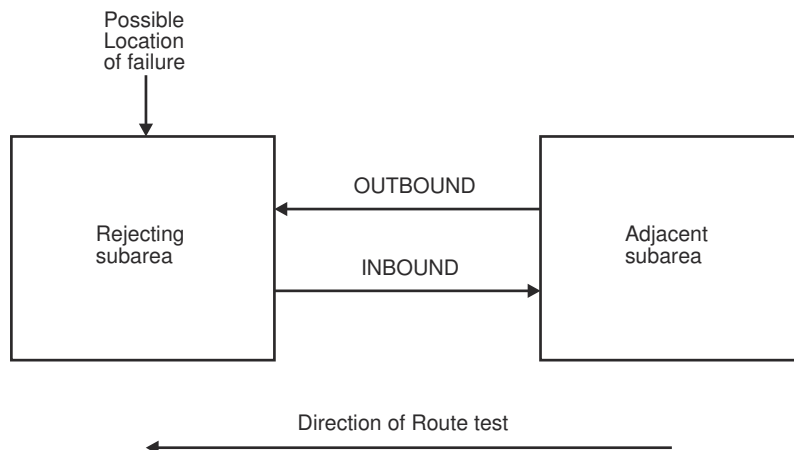 Possible
Location
of failure
OUTBOUND
Rejecting
subarea
Adjacent
subarea
INBOUND
Direction of Route test